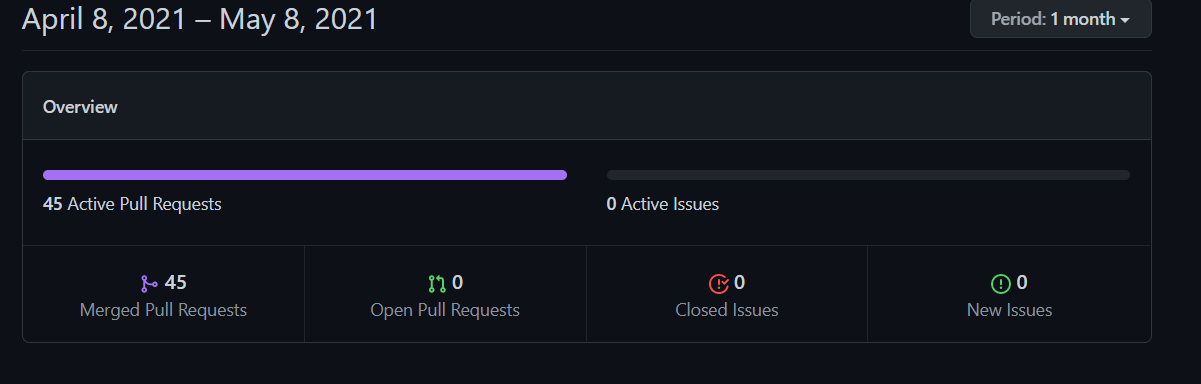 April 8, 2021 – May 8, 2021
Period: 1 month
Overview
45 Active Pull Requests
0 Active Issues
45
Merged Pull Requests
0
Open Pull Requests
0
Closed Issues
0
New Issues